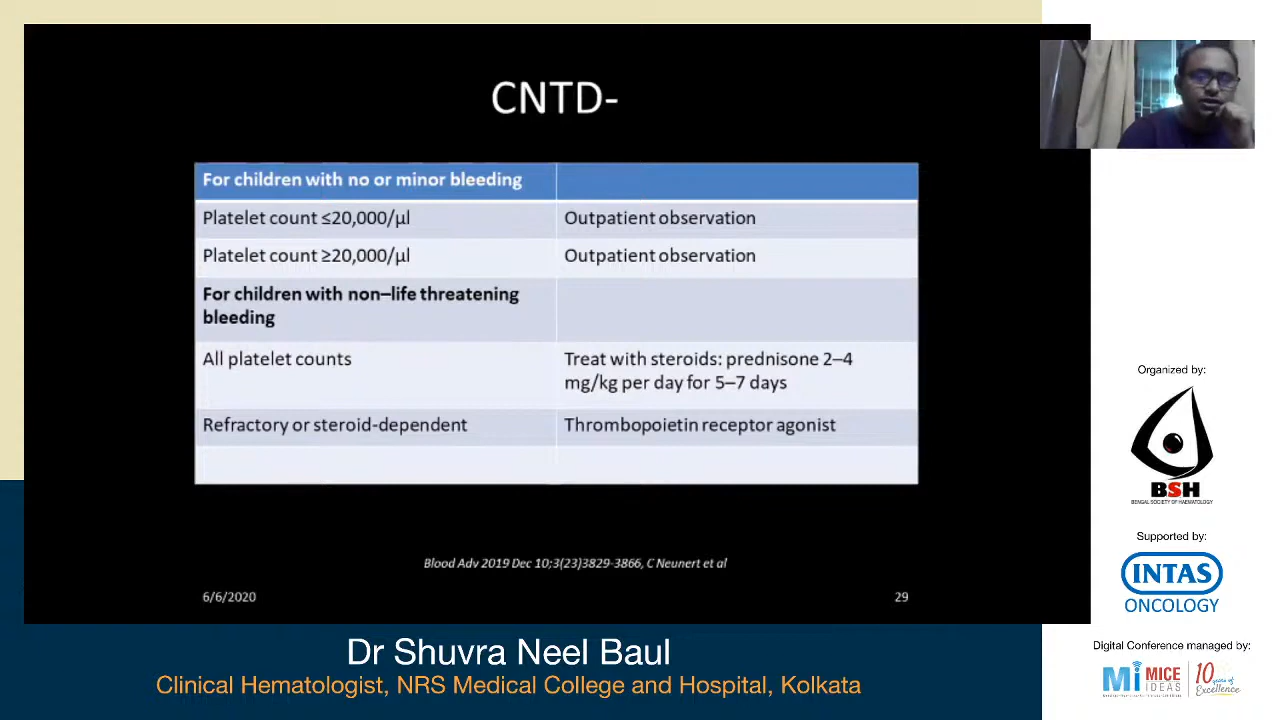 CNTD-
For children with no or minor bleeding
Platelet count ≤20,000/µl
Outpatient observation
Platelet count ≥20,000/µl
Outpatient observation
For children with non–life threatening
bleeding
All platelet counts
Treat with steroids: prednisone 2–4
mg/kg per day for 5–7 days
Refractory or steroid-dependent
Thrombopoietin receptor agonist
Blood Adv 2019 Dec 10;3(23)3829-3866, C Neunert et al
6/6/2020
29
Dr Shuvra Neel Baul
Clinical Hematologist, NRS Medical College and Hospital, Kolkata
Organized by:
BSH
BENGAL SOCIETY OF HAEMATOLOGY
Supported by:
INTAS
ONCOLOGY
Digital Conference managed by:
Mi MICE
IDEAS
10 years of
Excellence